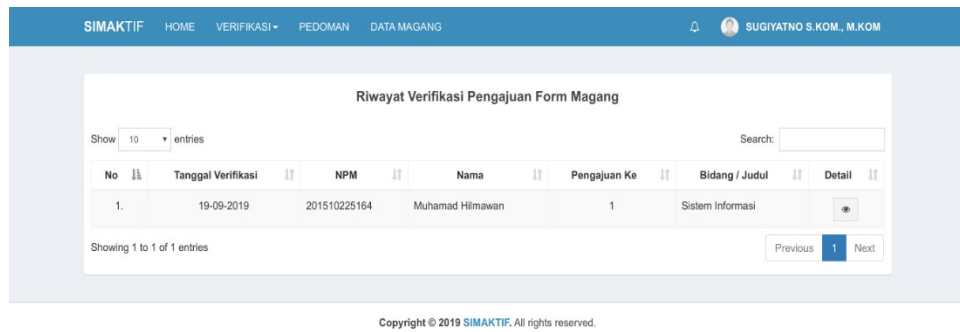 SIMAKTIF HOME VERIFIKASI PEDOMAN DATA MAGANG SUGIYATNO S.KOM., M.KOM
Riwayat Verifikasi Pengajuan Form Magang
Show 10 entries Search:
No Tanggal Verifikasi NPM Nama Pengajuan Ke Bidang / Judul Detail
1. 19-09-2019 201510225164 Muhamad Hilmawan 1 Sistem Informasi
Showing 1 to 1 of 1 entries Previous 1 Next
Copyright © 2019 SIMAKTIF. All rights reserved.